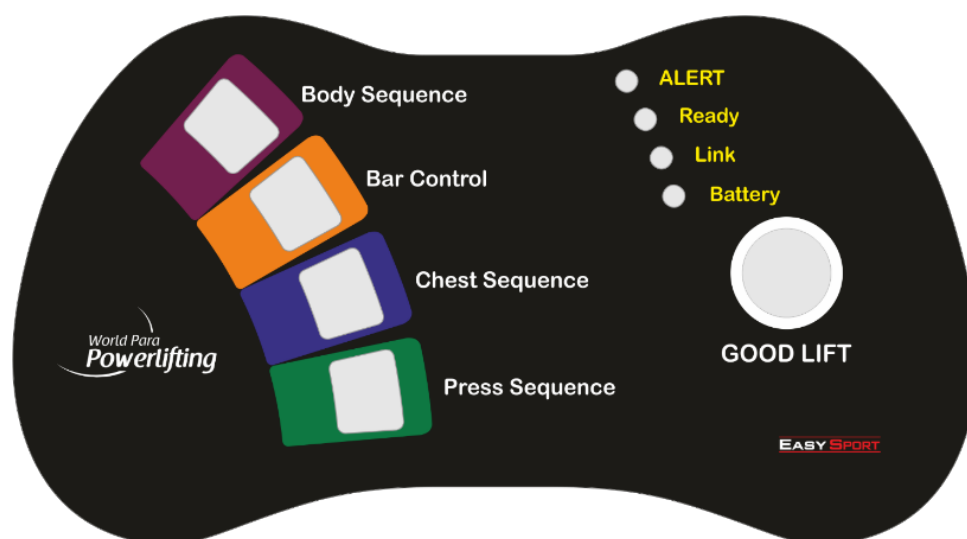 Body Sequence
Bar Control
Chest Sequence
Press Sequence
World Para
Powerlifting
ALERT
Ready
Link
Battery
GOOD LIFT
EASY SPORT